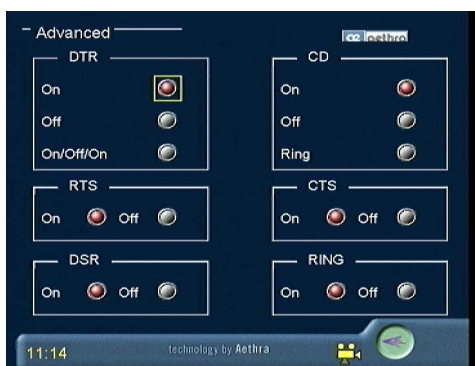 Advanced
aethra
DTR
On
Off
On/Off/On
CD
On
Off
Ring
RTS
On Off
CTS
On Off
DSR
On Off
RING
On Off
11:14
technology by Aethra